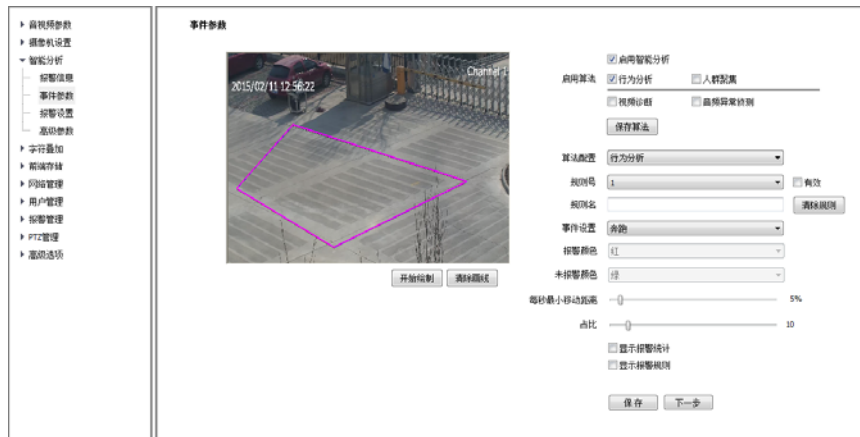 音视频参数
摄像机设置
智能分析
报警信息
事件参数
报警设置
高级参数
字符叠加
前端存储
网络管理
用户管理
报警管理
PTZ管理
高级选项
事件参数
2015/02/11 12:56:22
Channel 1
开始绘制 清除画线
启用智能分析
启用算法 行为分析 人群聚集
视频诊断 音频异常侦测
保存算法
算法配置 行为分析
规则号 1 有效
规则名 清除规则
事件设置 奔跑
报警颜色 红
未报警颜色 绿
每秒最小移动距离 5%
占比 10
显示报警统计
显示报警规则
保存 下一步